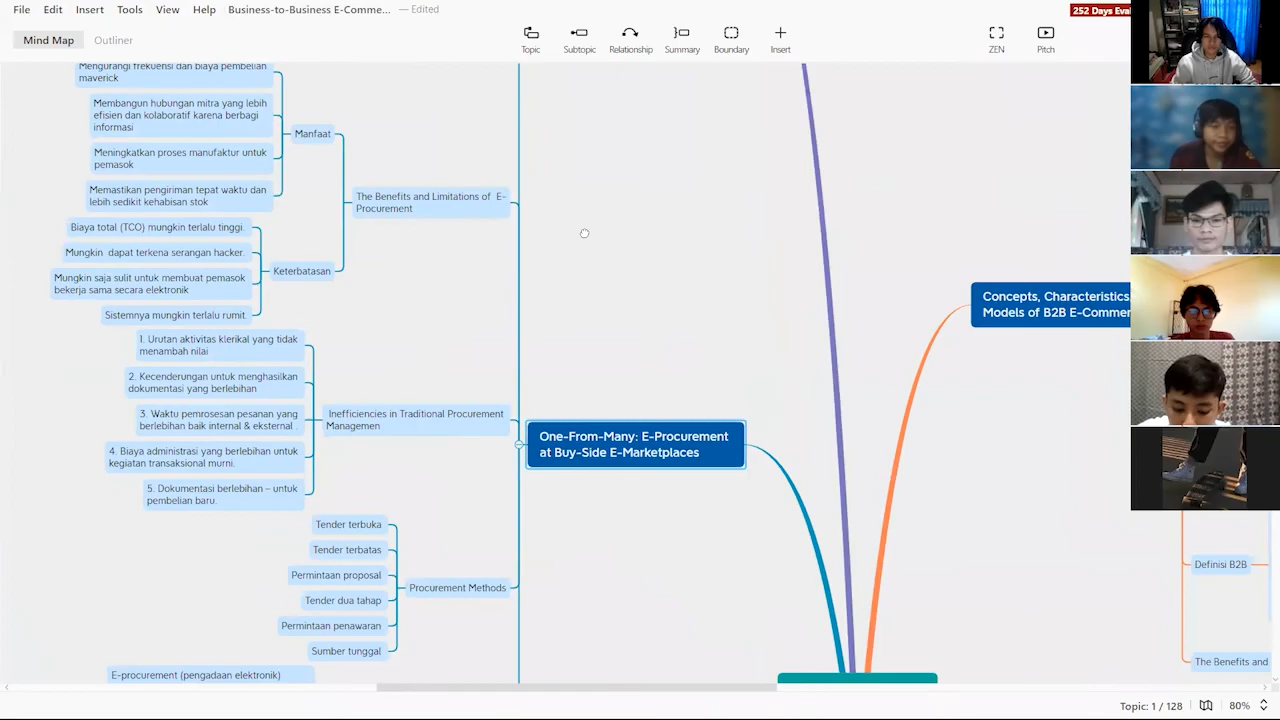 File Edit Insert Tools View Help Business-to-Business E-Comme... — Edited
252 Days
Mind Map Outliner
Topic Subtopic Relationship Summary Boundary Insert ZEN Pitch
Mengurangi frekuensi dan biaya pembelian
maverick
Membangun hubungan mitra yang lebih
efisien dan kolaboratif karena berbagi
informasi
Manfaat
Meningkatkan proses manufaktur untuk
pemasok
Memastikan pengiriman tepat waktu dan
lebih sedikit kehabisan stok
The Benefits and Limitations of E-
Procurement
Biaya total (TCO) mungkin terlalu tinggi.
Mungkin dapat terkena serangan hacker.
Keterbatasan
Mungkin saja sulit untuk membuat pemasok
bekerja sama secara elektronik
Sistemnya mungkin terlalu rumit.
1. Urutan aktivitas klerikal yang tidak
menambah nilai
2. Kecenderungan untuk menghasilkan
dokumentasi yang berlebihan
3. Waktu pemrosesan pesanan yang
berlebihan baik internal & eksternal .
Inefficiencies in Traditional Procurement
Managemen
4. Biaya administrasi yang berlebihan untuk
kegiatan transaksional murni.
5. Dokumentasi berlebihan – untuk
pembelian baru.
One-From-Many: E-Procurement
at Buy-Side E-Marketplaces
Concepts, Characteristics,
Models of B2B E-Commer
Tender terbuka
Tender terbatas
Permintaan proposal
Procurement Methods
Tender dua tahap
Permintaan penawaran
Sumber tunggal
E-procurement (pengadaan elektronik)
Definisi B2B
The Benefits and
Topic: 1 / 128 80%